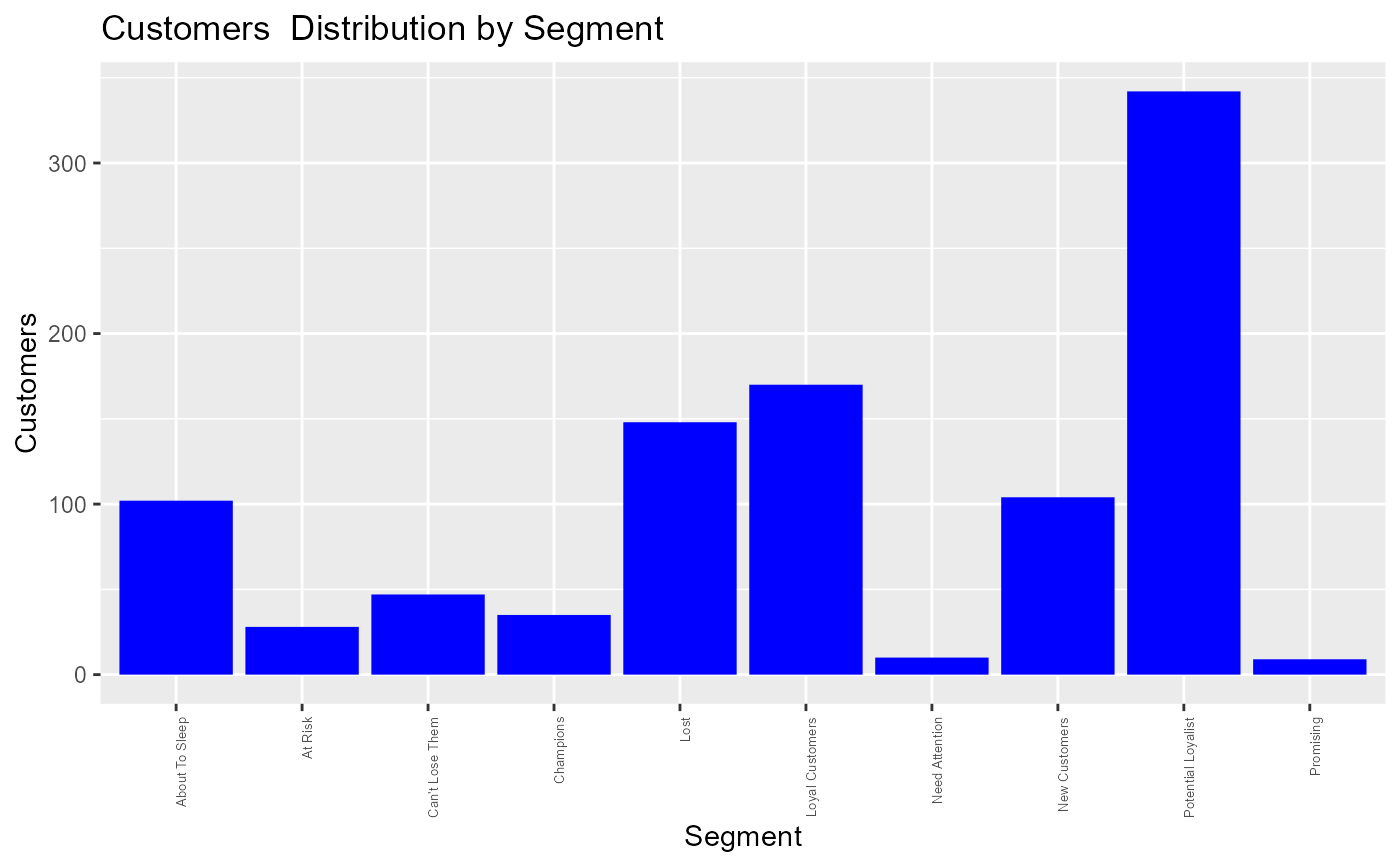 Customers  Distribution by Segment
Customers
300
200
100
0
About To Sleep
At Risk
Can't Lose Them
Champions
Lost
Loyal Customers
Need Attention
New Customers
Potential Loyalist
Promising
Segment